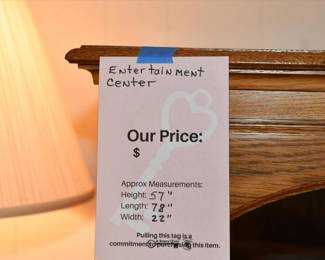 Entertainment
Center
Our Price:
$
Approx Measurements:
Height: 57"
Length: 78"
Width: 22"
Pulling this tag is a
commitment to purchasing this item.